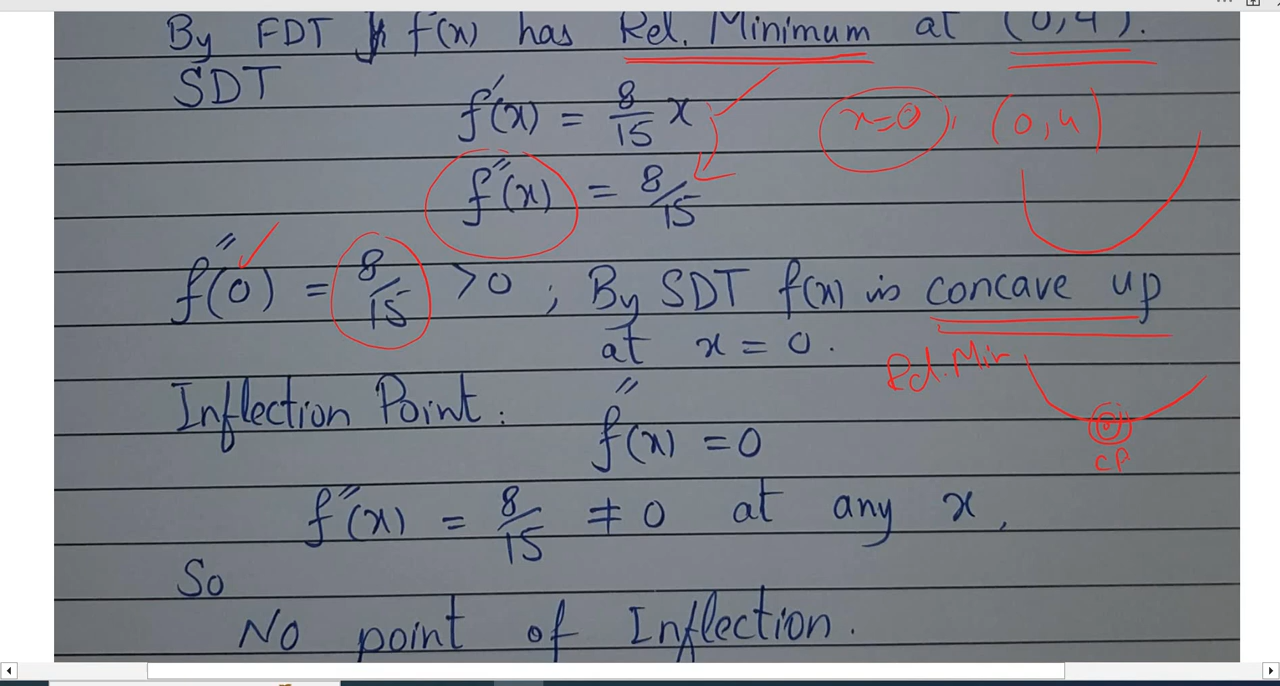 By FDT f(x) has Rel. Minimum at (0,4).
SDT
f'(x) = 8/15 x
x=0, (0,4)
f''(x) = 8/15
f''(0) = 8/15 >0 ; By SDT f(x) is concave up
at x = 0.
Rel. Min
Inflection Point:
f''(x) = 0
CP
f''(x) = 8/15 ≠ 0 at any x,
So
No point of Inflection.